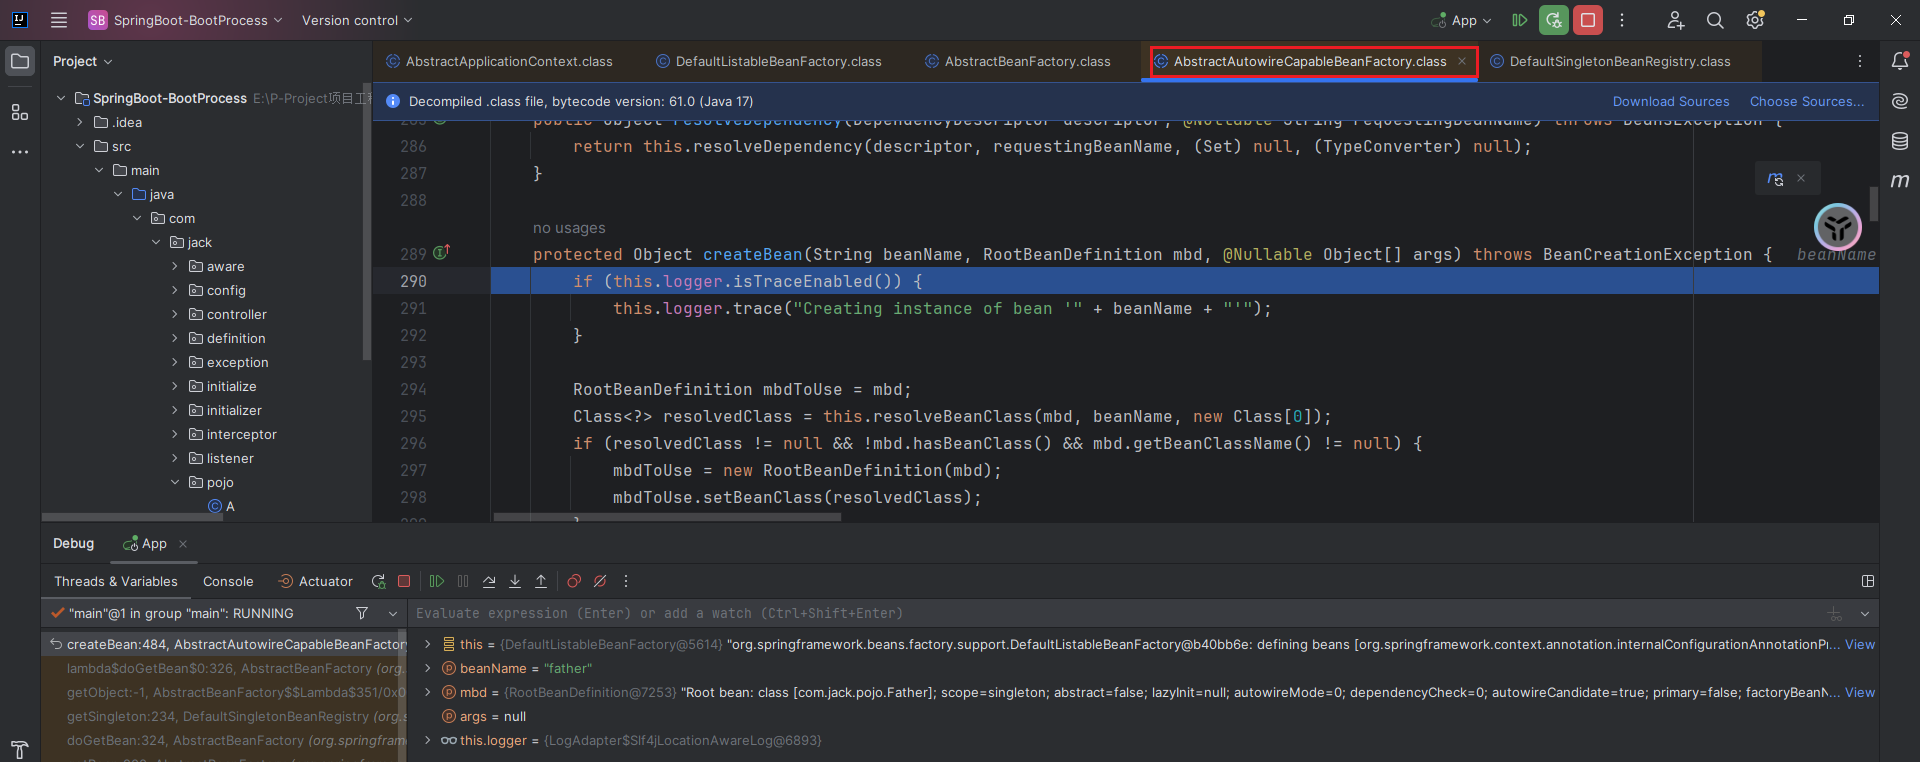 SB SpringBoot-BootProcess Version control App
Project
AbstractApplicationContext.class DefaultListableBeanFactory.class AbstractBeanFactory.class AbstractAutowireCapableBeanFactory.class DefaultSingletonBeanRegistry.class
Decompiled .class file, bytecode version: 61.0 (Java 17) Download Sources Choose Sources...
SpringBoot-BootProcess E:\P-Project项目工程
.idea
src
main
java
com
jack
aware
config
controller
definition
exception
initialize
initializer
interceptor
listener
pojo
A
public Object resolveDependency(DependencyDescriptor descriptor, @Nullable String requestingBeanName) throws BeansException {
286 return this.resolveDependency(descriptor, requestingBeanName, (Set) null, (TypeConverter) null);
287 }
288
no usages
289 protected Object createBean(String beanName, RootBeanDefinition mbd, @Nullable Object[] args) throws BeanCreationException { beanName
290 if (this.logger.isTraceEnabled()) {
291 this.logger.trace("Creating instance of bean '" + beanName + "'");
292 }
293
294 RootBeanDefinition mbdToUse = mbd;
295 Class<?> resolvedClass = this.resolveBeanClass(mbd, beanName, new Class[0]);
296 if (resolvedClass != null && !mbd.hasBeanClass() && mbd.getBeanClassName() != null) {
297 mbdToUse = new RootBeanDefinition(mbd);
298 mbdToUse.setBeanClass(resolvedClass);
Debug App
Threads & Variables Console Actuator
"main"@1 in group "main": RUNNING
Evaluate expression (Enter) or add a watch (Ctrl+Shift+Enter)
createBean:484, AbstractAutowireCapableBeanFactory
lambda$doGetBean$0:326, AbstractBeanFactory (org.
getObject:-1, AbstractBeanFactory$$Lambda$351/0x0
getSingleton:234, DefaultSingletonBeanRegistry (org.s
doGetBean:324, AbstractBeanFactory (org.springfram
this = {DefaultListableBeanFactory@5614} "org.springframework.beans.factory.support.DefaultListableBeanFactory@b40bb6e: defining beans [org.springframework.context.annotation.internalConfigurationAnnotationPr... View
beanName = "father"
mbd = {RootBeanDefinition@7253} "Root bean: class [com.jack.pojo.Father]; scope=singleton; abstract=false; lazyInit=null; autowireMode=0; dependencyCheck=0; autowireCandidate=true; primary=false; factoryBeanN... View
args = null
this.logger = {LogAdapter$Slf4jLocationAwareLog@6893}